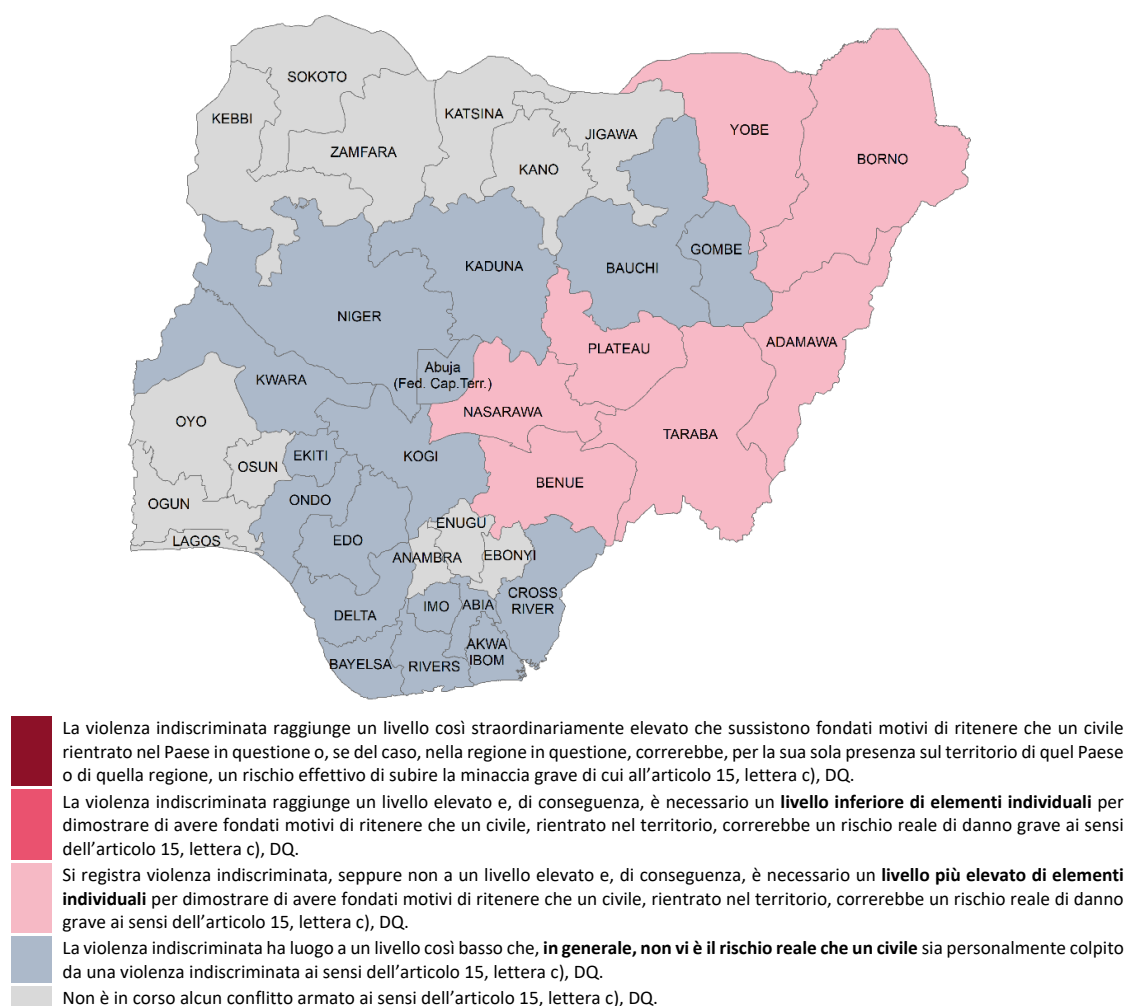 SOKOTO
KEBBI
KATSINA
ZAMFARA
KANO
JIGAWA
YOBE
BORNO
KADUNA
BAUCHI
GOMBE
NIGER
PLATEAU
ADAMAWA
Abuja
(Fed. Cap.Terr.)
KWARA
NASARAWA
OYO
TARABA
OSUN
EKITI
KOGI
BENUE
OGUN
ONDO
ENUGU
LAGOS
EDO
ANAMBRA
EBONYI
CROSS
RIVER
DELTA
IMO
ABIA
AKWA
IBOM
BAYELSA
RIVERS
La violenza indiscriminata raggiunge un livello così straordinariamente elevato che sussistono fondati motivi di ritenere che un civile
rientrato nel Paese in questione o, se del caso, nella regione in questione, correrebbe, per la sua sola presenza sul territorio di quel Paese
o di quella regione, un rischio effettivo di subire la minaccia grave di cui all'articolo 15, lettera c), DQ.
La violenza indiscriminata raggiunge un livello elevato e, di conseguenza, è necessario un livello inferiore di elementi individuali per
dimostrare di avere fondati motivi di ritenere che un civile, rientrato nel territorio, correrebbe un rischio reale di danno grave ai sensi
dell'articolo 15, lettera c), DQ.
Si registra violenza indiscriminata, seppure non a un livello elevato e, di conseguenza, è necessario un livello più elevato di elementi
individuali per dimostrare di avere fondati motivi di ritenere che un civile, rientrato nel territorio, correrebbe un rischio reale di danno
grave ai sensi dell'articolo 15, lettera c), DQ.
La violenza indiscriminata ha luogo a un livello così basso che, in generale, non vi è il rischio reale che un civile sia personalmente colpito
da una violenza indiscriminata ai sensi dell'articolo 15, lettera c), DQ.
Non è in corso alcun conflitto armato ai sensi dell'articolo 15, lettera c), DQ.